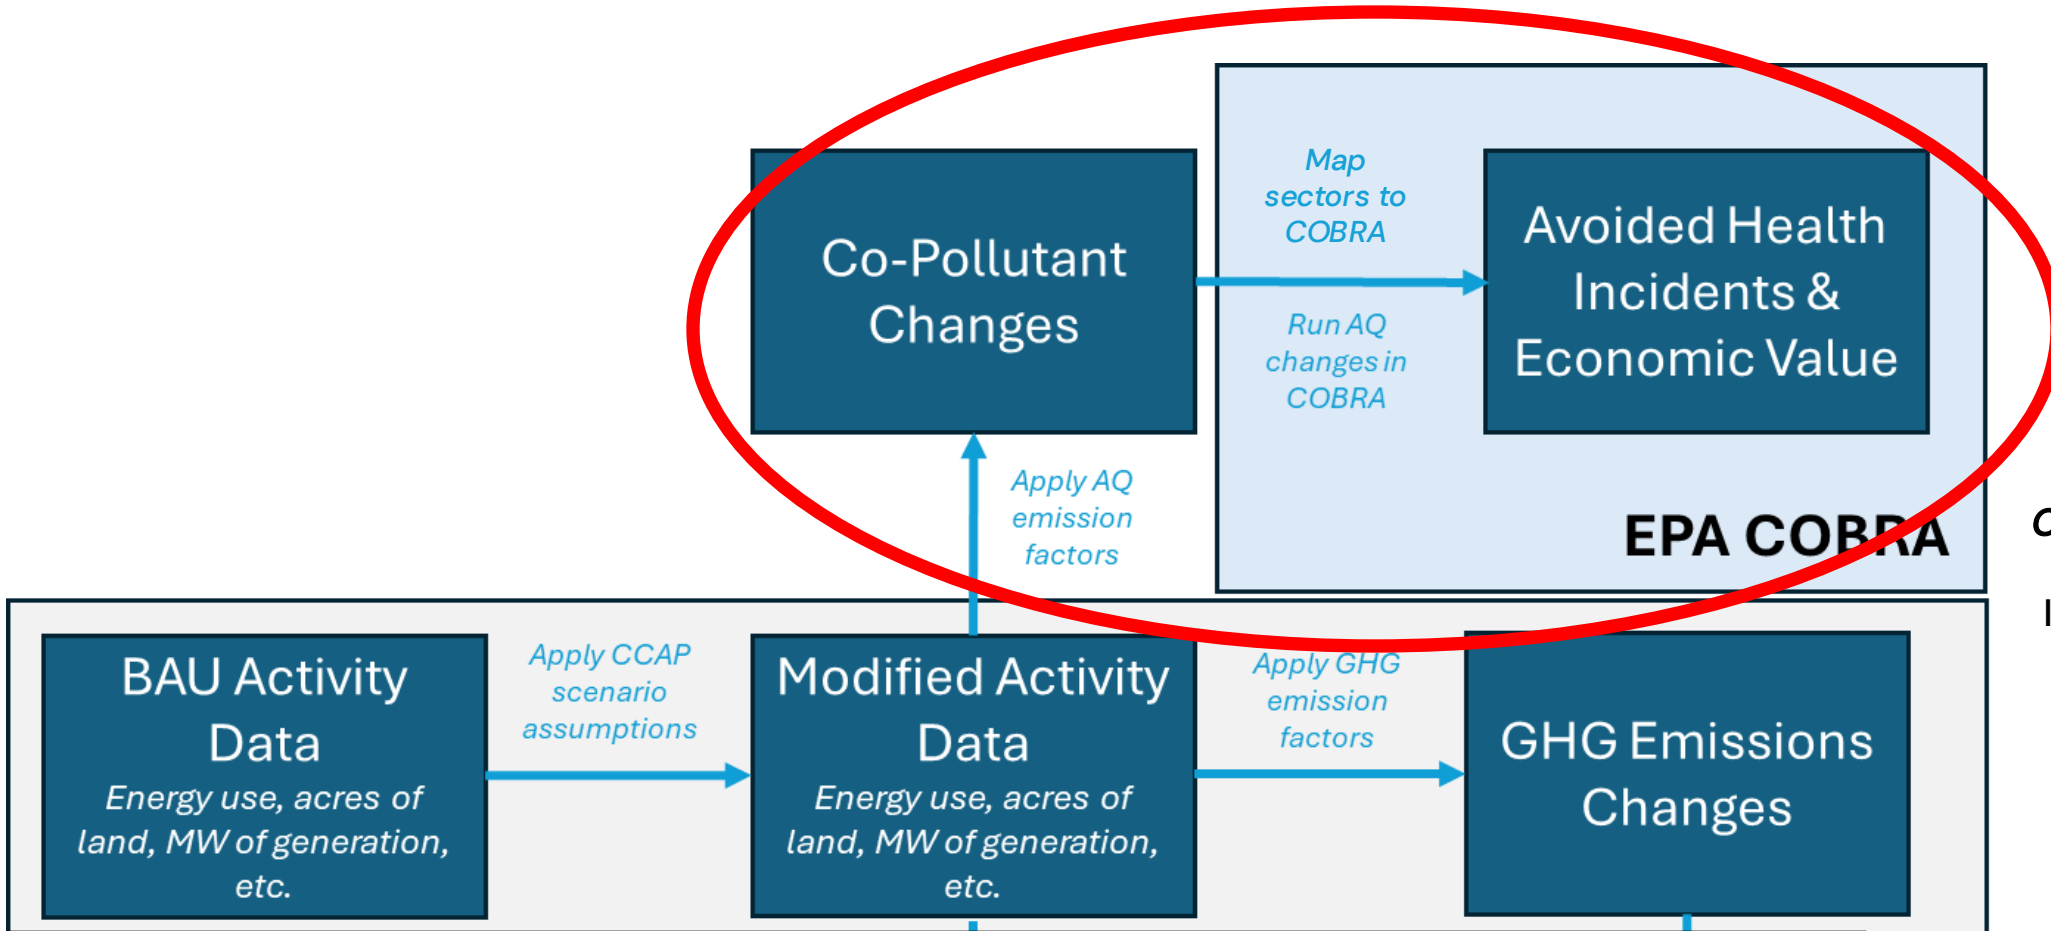 Map
sectors to
COBRA
Co-Pollutant
Changes
Run AQ
changes in
COBRA
Avoided Health
Incidents &
Economic Value
Apply AQ
emission
factors
EPA COBRA
BAU Activity
Data
Energy use, acres of
land, MW of generation,
etc.
Apply CCAP
scenario
assumptions
Modified Activity
Data
Energy use, acres of
land, MW of generation,
etc.
Apply GHG
emission
factors
GHG Emissions
Changes